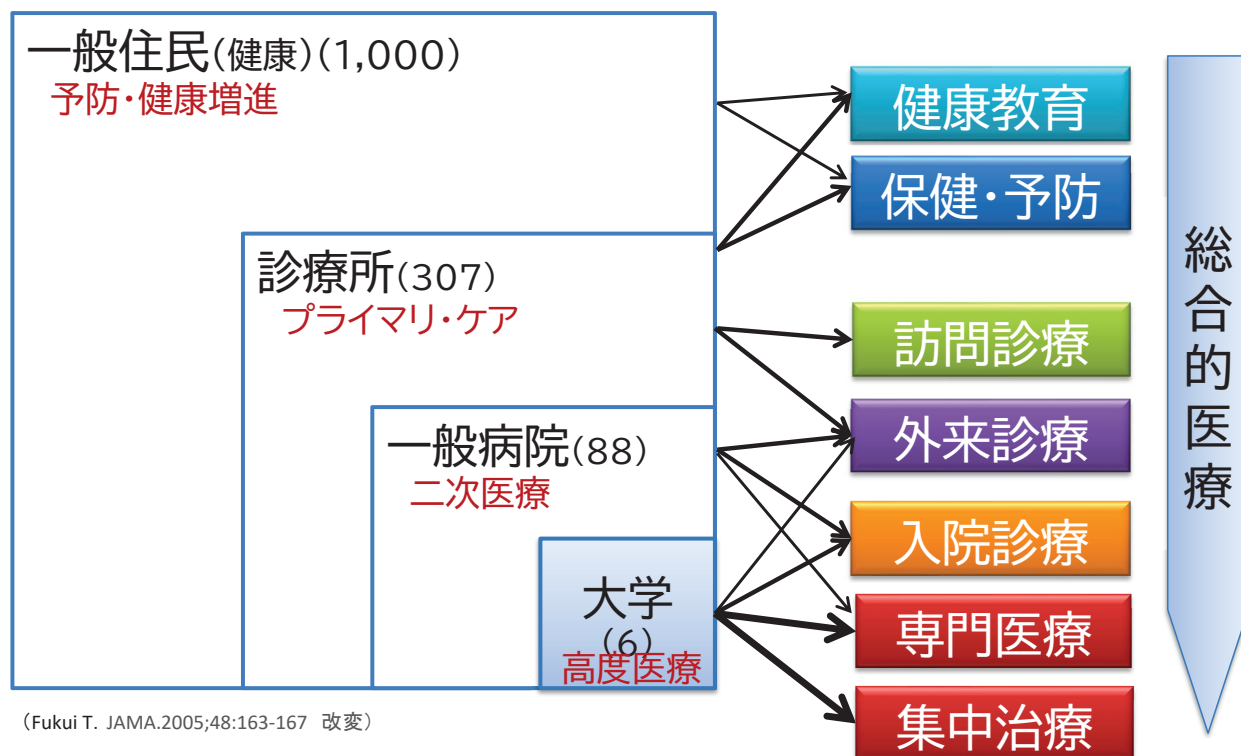 一般住民(健康)(1,000)
予防・健康増進
診療所(307)
プライマリ・ケア
一般病院(88)
二次医療
大学
(6)
高度医療
健康教育
保健・予防
訪問診療
外来診療
入院診療
専門医療
集中治療
総合的医療
（Fukui T. JAMA.2005;48:163-167 改変）